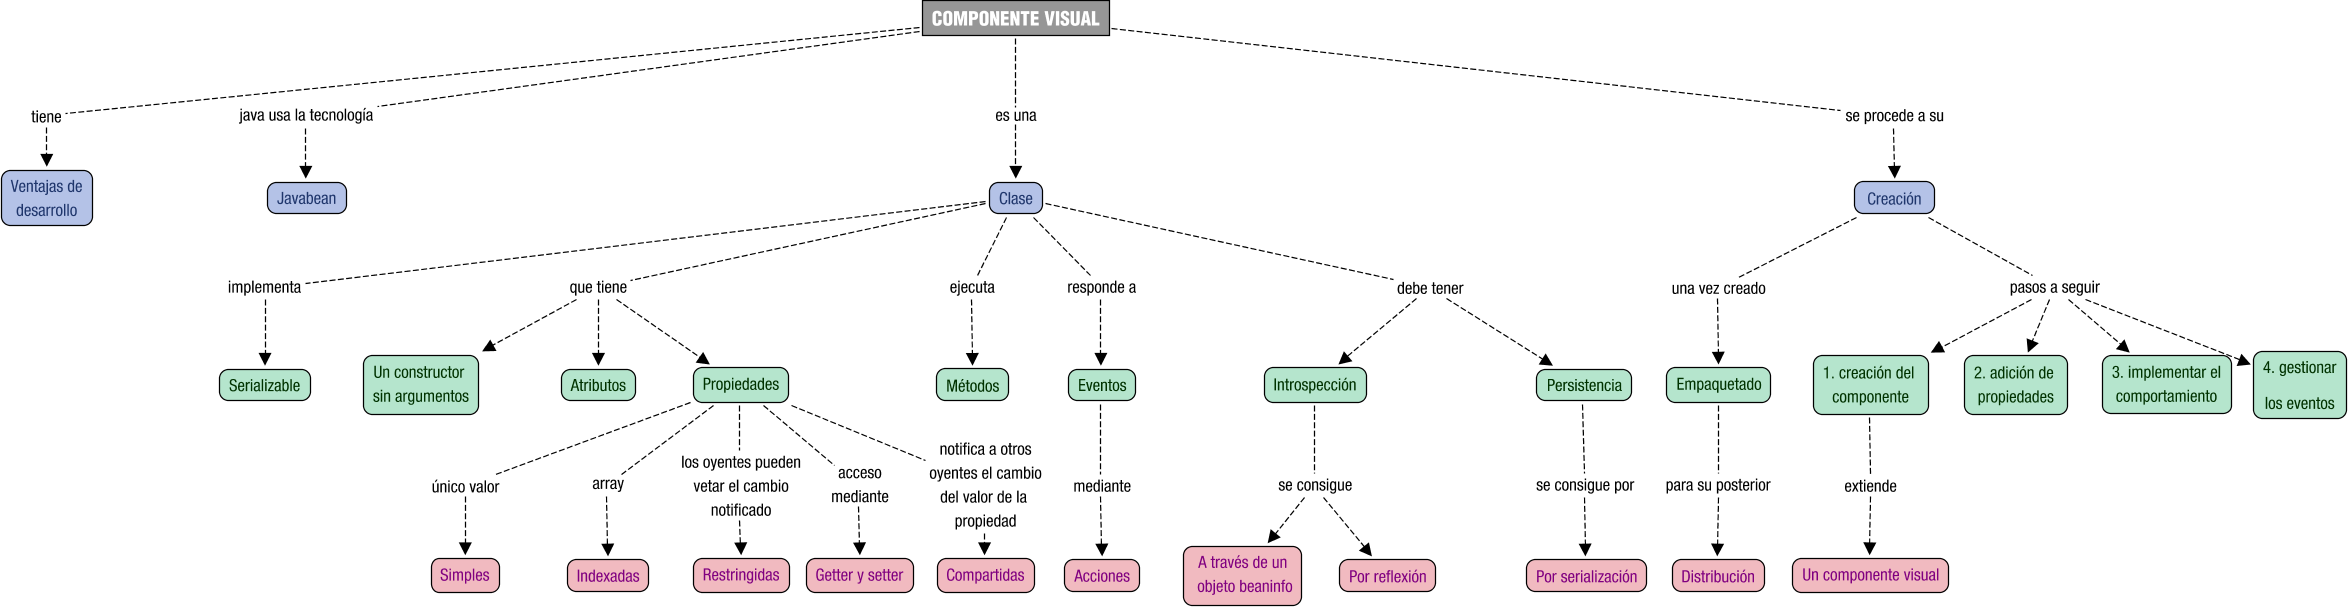 COMPONENTE VISUAL
tiene
java usa la tecnología
es una
se procede a su
Ventajas de
desarrollo
Javabean
Clase
Creación
implementa
que tiene
ejecuta
responde a
debe tener
una vez creado
pasos a seguir
Serializable
Un constructor
sin argumentos
Atributos
Propiedades
Métodos
Eventos
Introspección
Persistencia
Empaquetado
1. creación del
componente
2. adición de
propiedades
3. implementar el
comportamiento
4. gestionar
los eventos
único valor
array
los oyentes pueden
vetar el cambio
notificado
acceso
mediante
notifica a otros
oyentes el cambio
del valor de la
propiedad
mediante
se consigue
se consigue por
para su posterior
extiende
Simples
Indexadas
Restringidas
Getter y setter
Compartidas
Acciones
A través de un
objeto beaninfo
Por reflexión
Por serialización
Distribución
Un componente visual